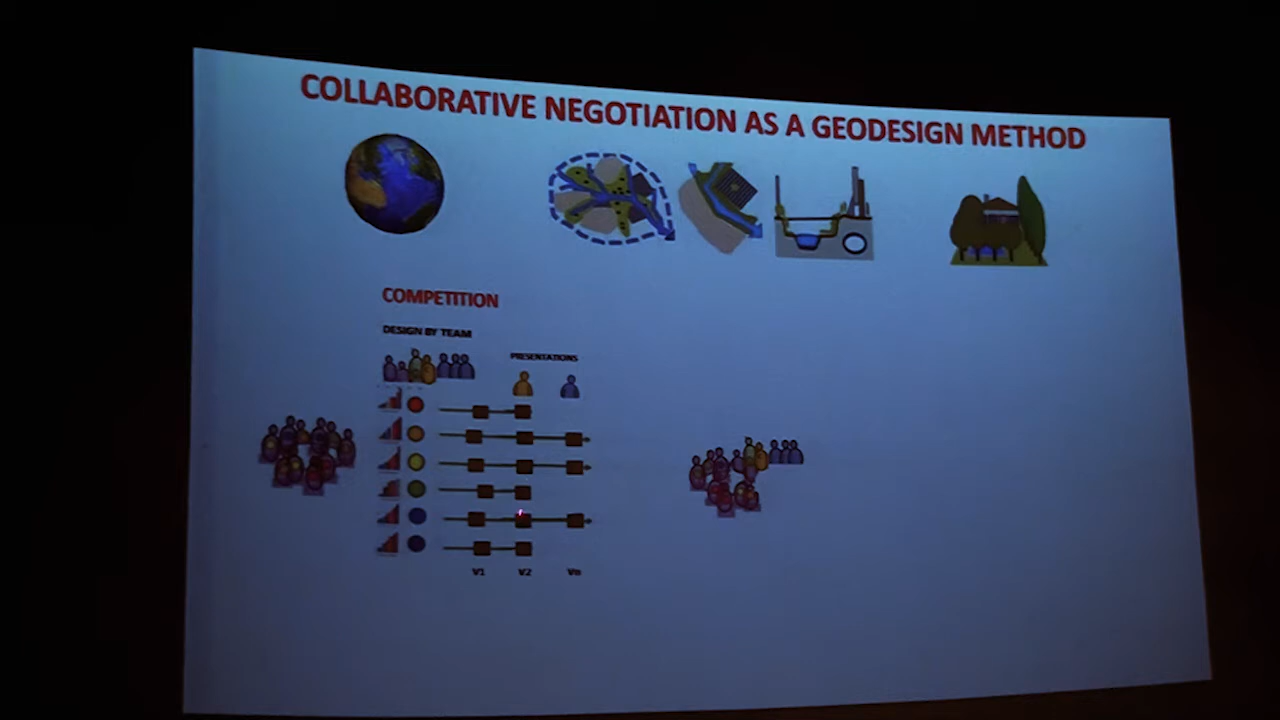 COLLABORATIVE NEGOTIATION AS A GEODESIGN METHOD
COMPETITION
DESIGN BY TEAM
PRESENTATIONS
V1 V2 Vn